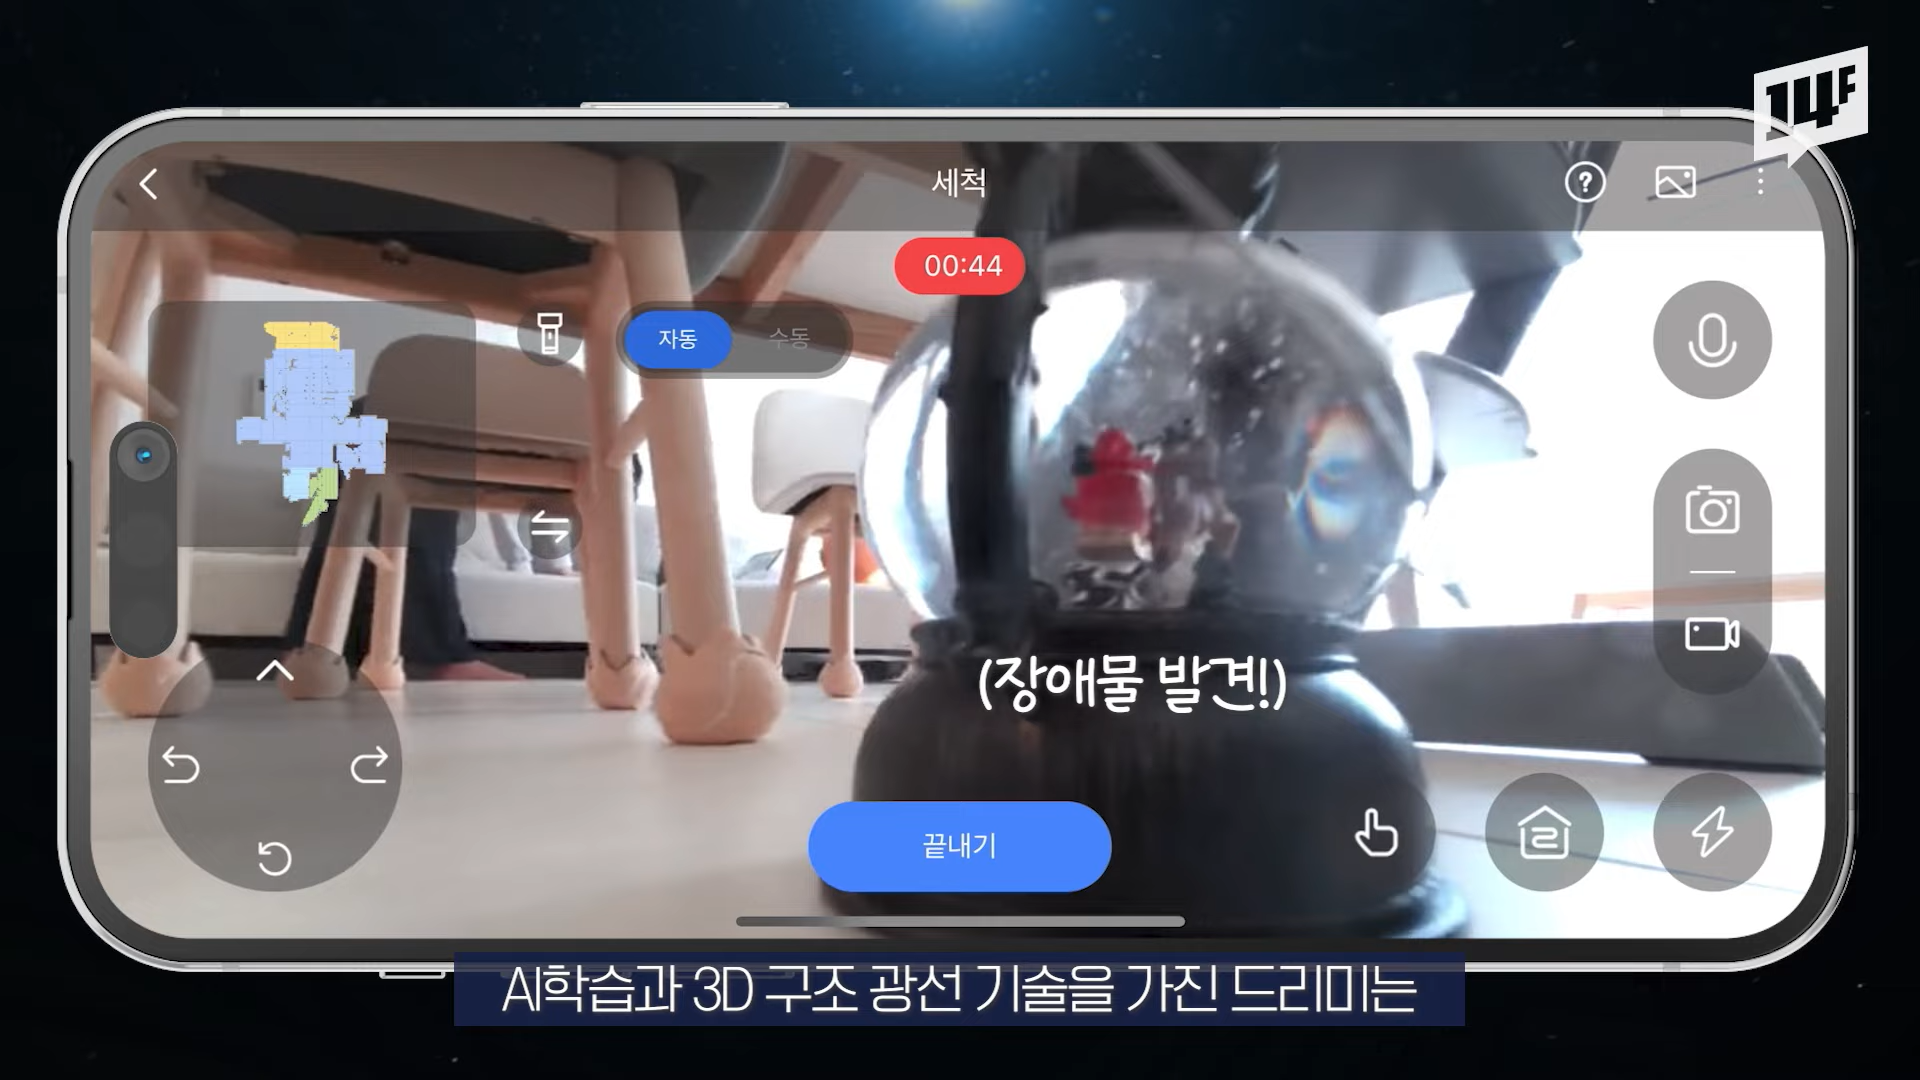 14F
세척
00:44
자동 수동
(장애물 발견!)
끝내기
AI학습과 3D 구조 광선 기술을 가진 드리미는